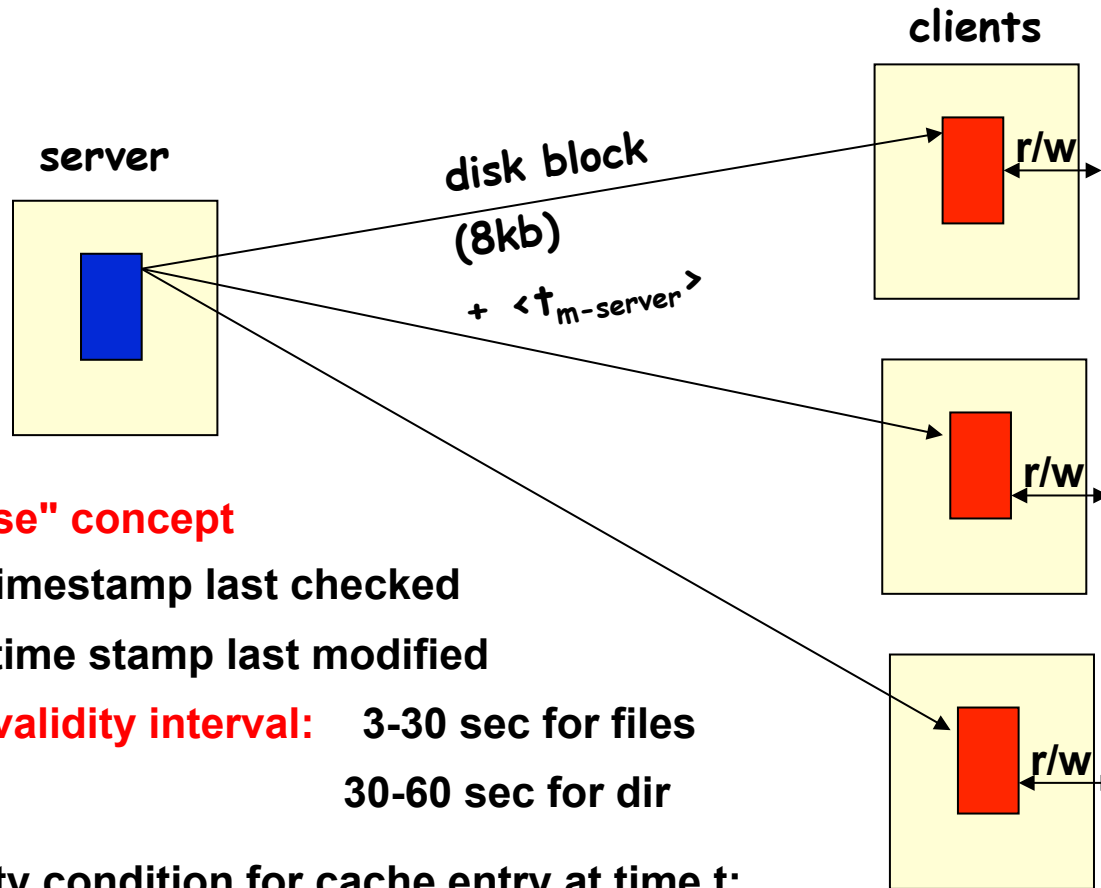 clients
server
disk block
(8kb)
+ <t_m-server>
r/w
r/w
r/w
se" concept
imestamp last checked
time stamp last modified
validity interval: 3-30 sec for files
30-60 sec for dir
ty condition for cache entry at time t: